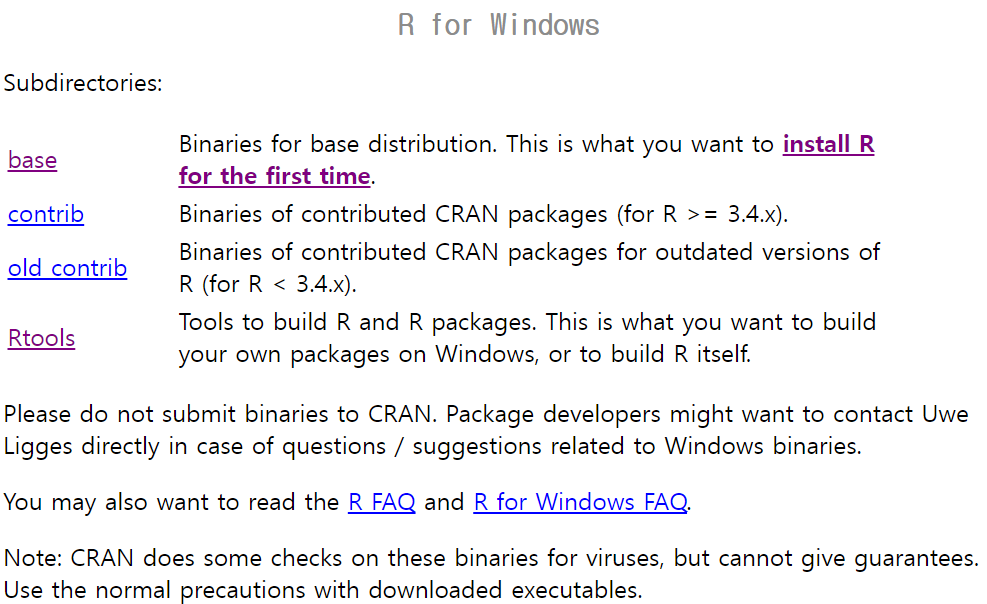 R for Windows
Subdirectories:
base
Binaries for base distribution. This is what you want to install R
for the first time.
contrib
Binaries of contributed CRAN packages (for R >= 3.4.x).
old contrib
Binaries of contributed CRAN packages for outdated versions of
R (for R < 3.4.x).
Rtools
Tools to build R and R packages. This is what you want to build
your own packages on Windows, or to build R itself.
Please do not submit binaries to CRAN. Package developers might want to contact Uwe
Ligges directly in case of questions / suggestions related to Windows binaries.
You may also want to read the R FAQ and R for Windows FAQ.
Note: CRAN does some checks on these binaries for viruses, but cannot give guarantees.
Use the normal precautions with downloaded executables.